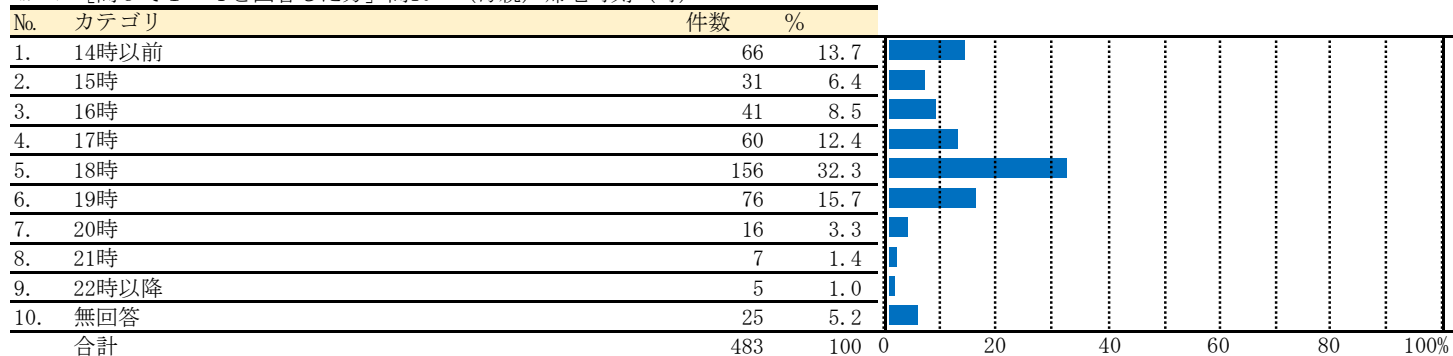 № カテゴリ 件数 %
1. 14時以前 66 13.7
2. 15時 31 6.4
3. 16時 41 8.5
4. 17時 60 12.4
5. 18時 156 32.3
6. 19時 76 15.7
7. 20時 16 3.3
8. 21時 7 1.4
9. 22時以降 5 1.0
10. 無回答 25 5.2
合計 483 100 0 20 40 60 80 100%